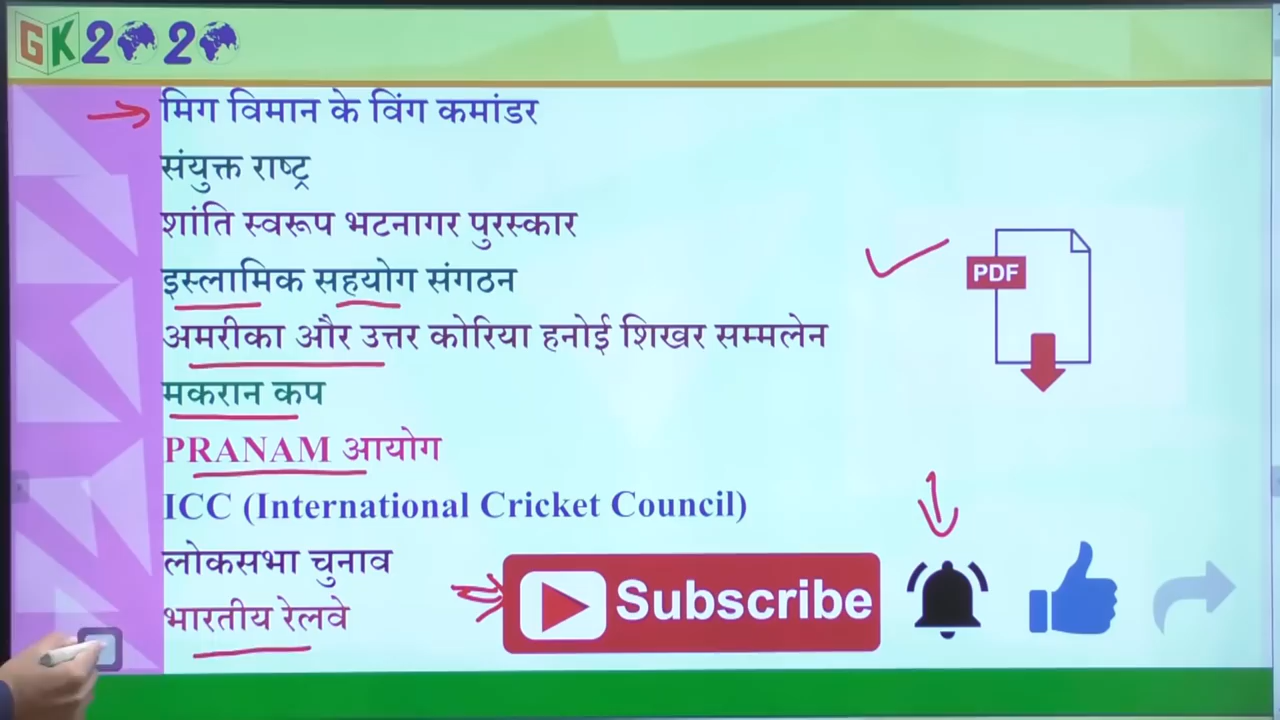 GK2020
मिग विमान के विंग कमांडर
संयुक्त राष्ट्र
शांति स्वरूप भटनागर पुरस्कार
इस्लामिक सहयोग संगठन
अमरीका और उत्तर कोरिया हनोई शिखर सम्मलेन
मकरान कप
PRANAM आयोग
ICC (International Cricket Council)
लोकसभा चुनाव
भारतीय रेलवे
PDF
Subscribe